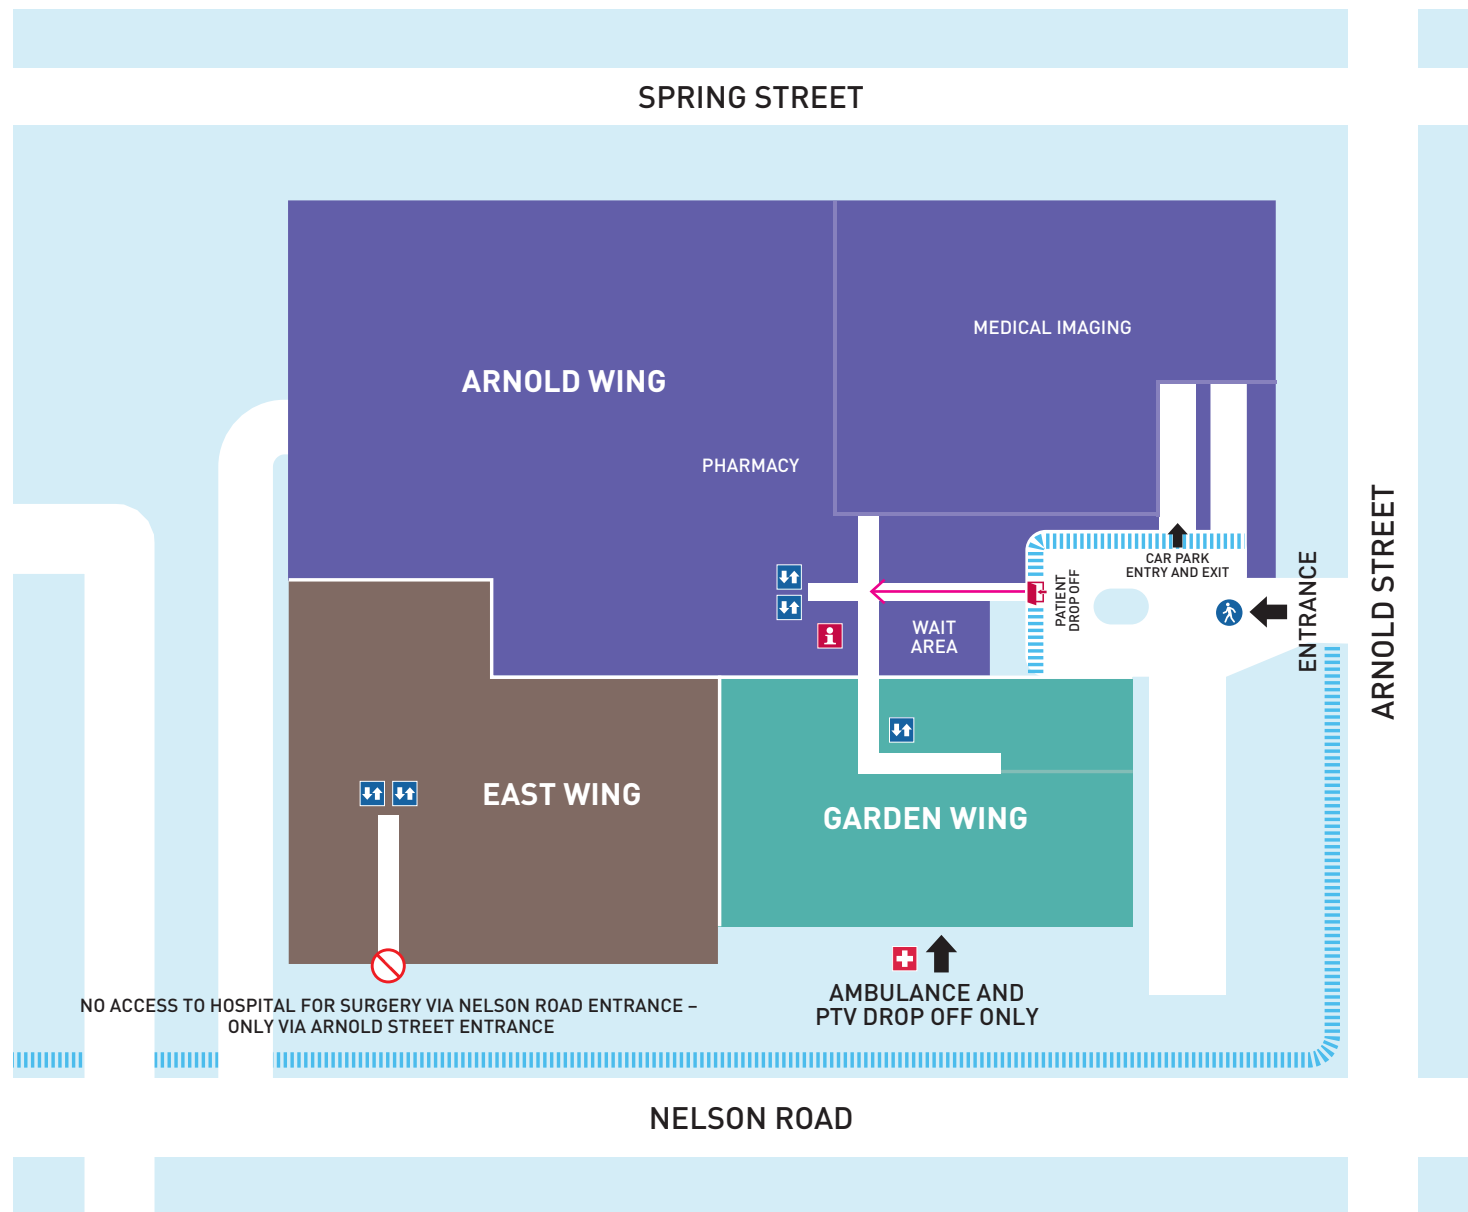 SPRING STREET
MEDICAL IMAGING
ARNOLD WING
PHARMACY
CAR PARK
ENTRY AND EXIT
PATIENT
DROP OFF
ENTRANCE
ARNOLD STREET
WAIT
AREA
EAST WING
GARDEN WING
NO ACCESS TO HOSPITAL FOR SURGERY VIA NELSON ROAD ENTRANCE –
ONLY VIA ARNOLD STREET ENTRANCE
AMBULANCE AND
PTV DROP OFF ONLY
NELSON ROAD